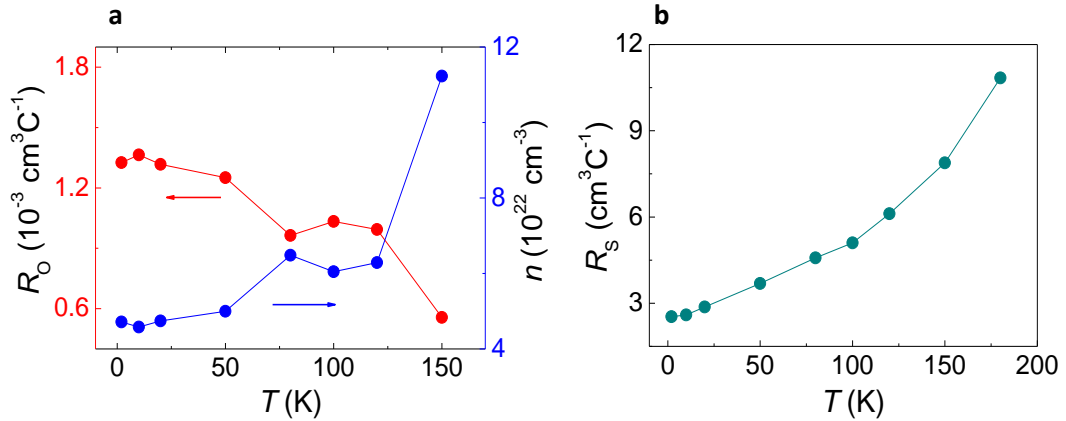 a
R_O (10^-3 cm^3C^-1)
1.8
1.2
0.6
12
8
4
n (10^22 cm^-3)
0 50 100 150
T (K)
b
R_S (cm^3C^-1)
12
9
6
3
0 50 100 150 200
T (K)